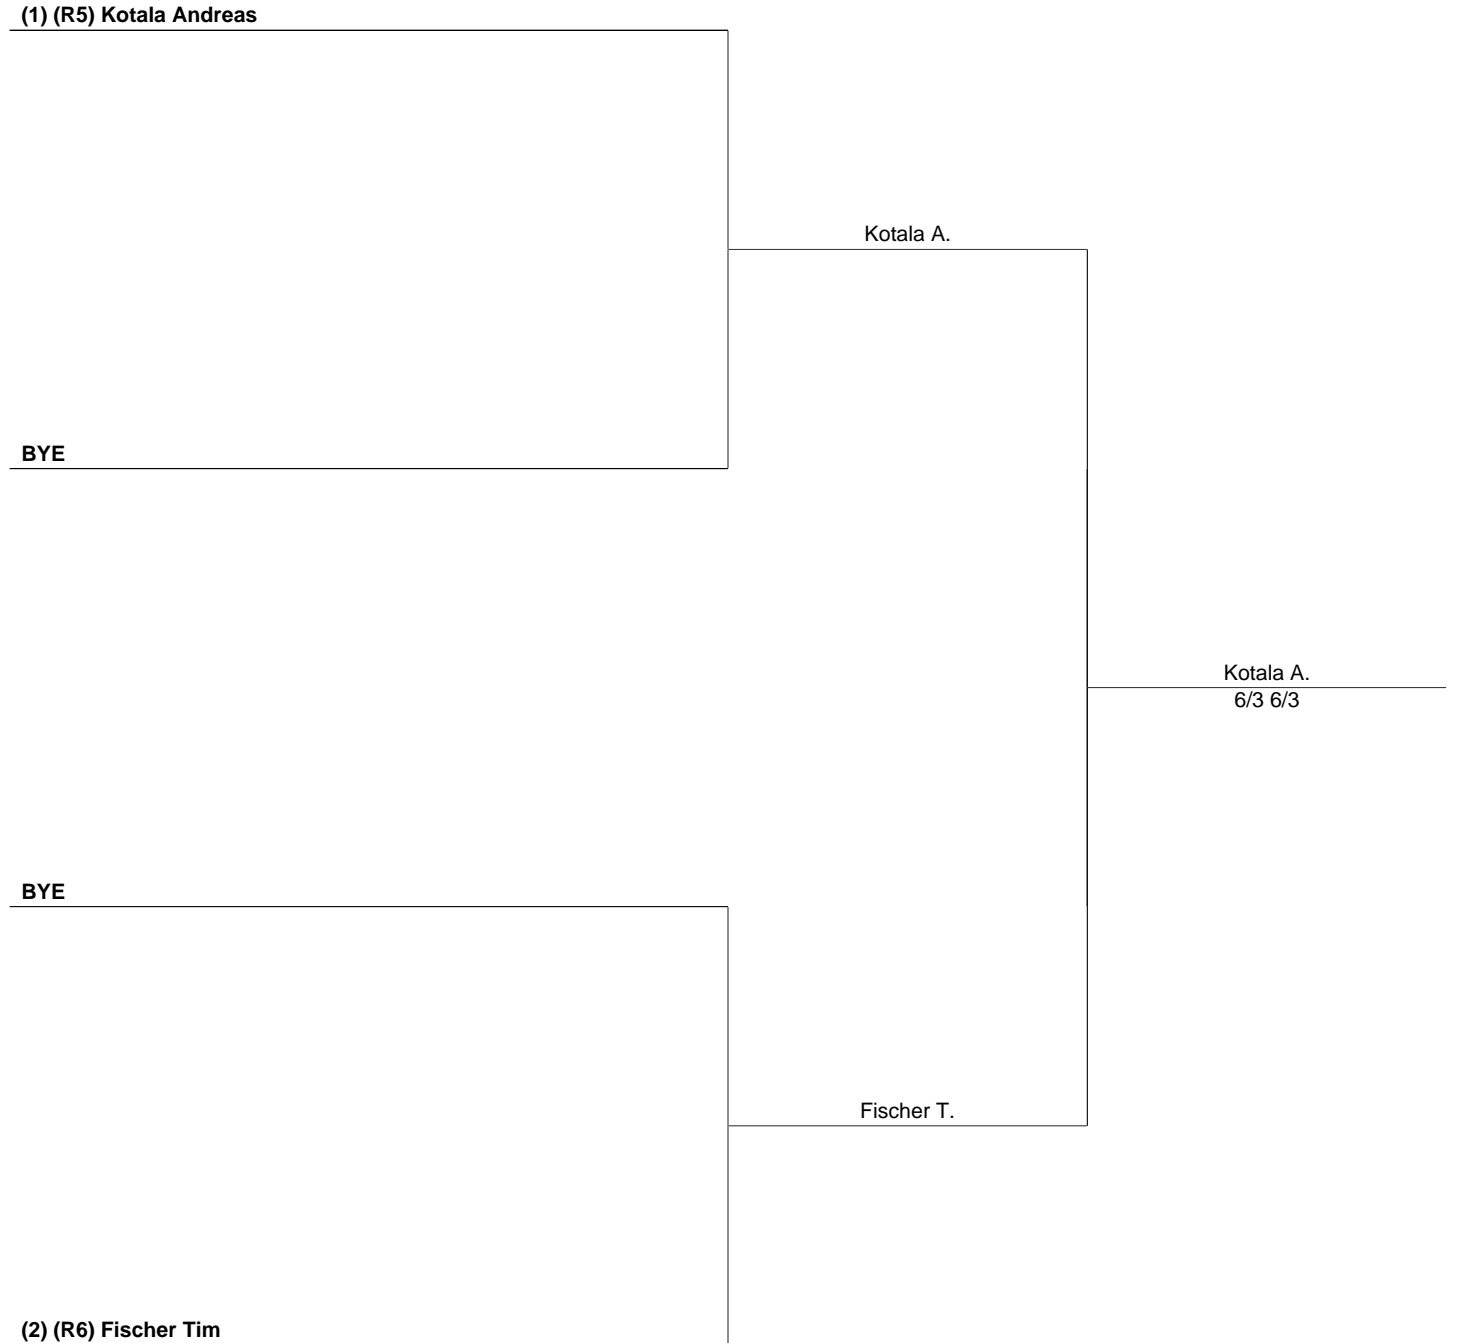 (1) (R5) Kotala Andreas
Kotala A.
BYE
Kotala A.
6/3 6/3
BYE
Fischer T.
(2) (R6) Fischer Tim